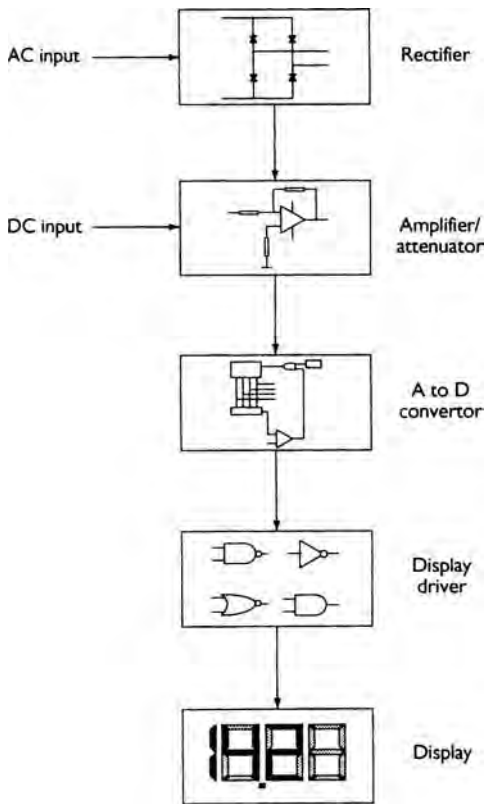 AC input
Rectifier
DC input
Amplifier/
attenuator
A to D
convertor
Display
driver
Display